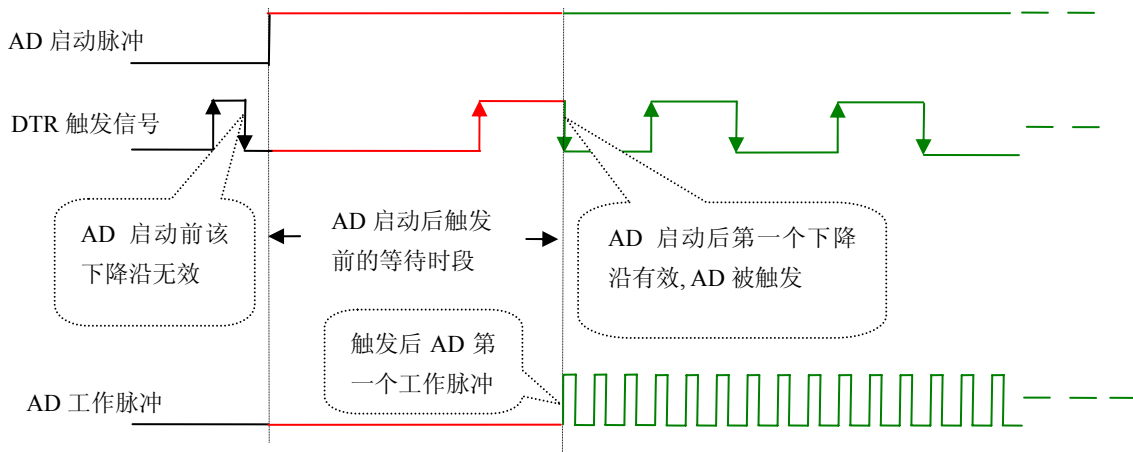 AD 启动脉冲
DTR 触发信号
AD 启动前该
下降沿无效
AD 启动后触发
前的等待时段
AD 启动后第一个下降
沿有效, AD 被触发
触发后 AD 第
一个工作脉冲
AD 工作脉冲